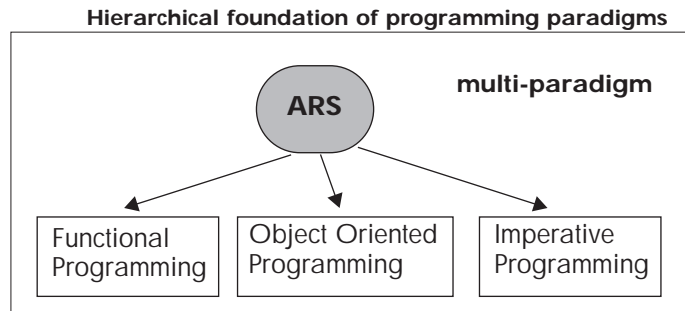 Hierarchical foundation of programming paradigms
multi-paradigm
ARS
Functional
Programming
Object Oriented
Programming
Imperative
Programming